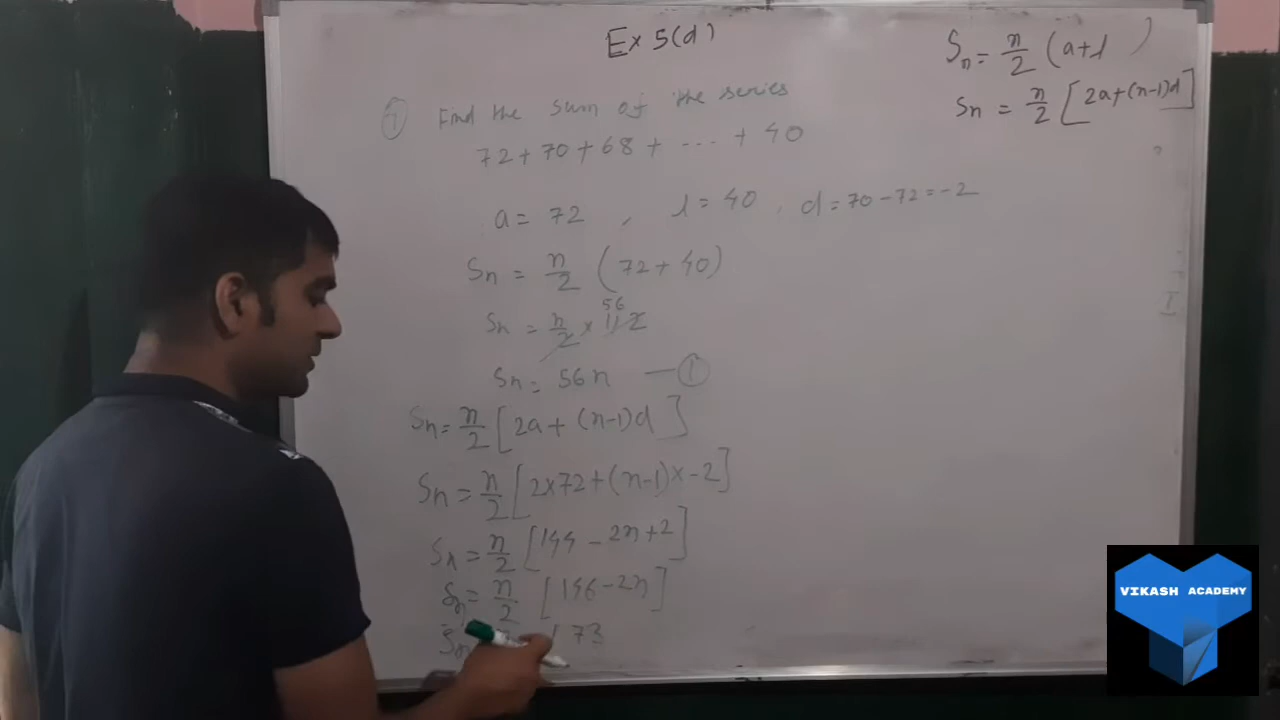 Ex 5(d)
Sn = n/2 (a+l )
Sn = n/2 [2a+(n-1)d]
Find the sum of the series
72+70+68+ ... + 40
a = 72 , l = 40 , d = 70-72 = -2
Sn = n/2 (72+40)
Sn = n/2 × 112 56
Sn = 56n — ①
Sn = n/2 [2a+(n-1)d]
Sn = n/2 [2×72+(n-1)×-2]
Sn = n/2 [144-2n+2]
Sn = n/2 [146-2n]
Sn 73
VIKASH ACADEMY